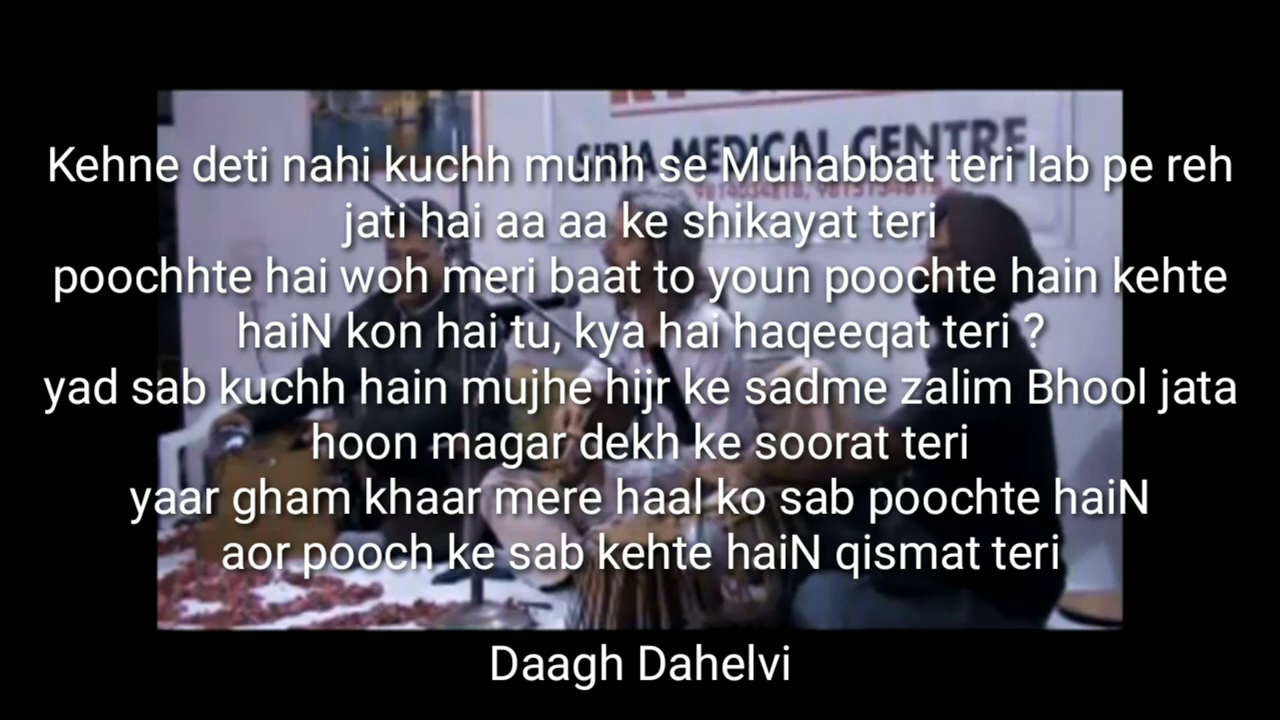 SIBIA MEDICAL CENTRE
Kehne deti nahi kuchh munh se Muhabbat teri lab pe reh
jati hai aa aa ke shikayat teri
poochhte hai woh meri baat to youn poochte hain kehte
haiN kon hai tu, kya hai haqeeqat teri ?
yad sab kuchh hain mujhe hijr ke sadme zalim Bhool jata
hoon magar dekh ke soorat teri
yaar gham khaar mere haal ko sab poochte haiN
aor pooch ke sab kehte haiN qismat teri
Daagh Dahelvi